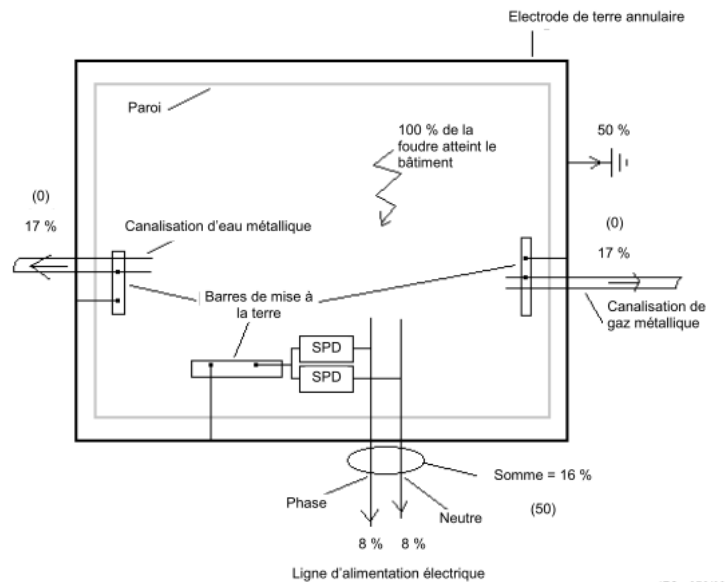 Electrode de terre annulaire
Paroi
100 % de la
foudre atteint le
bâtiment
50 %
(0)
17 %
Canalisation d'eau métallique
(0)
17 %
Barres de mise à
la terre
Canalisation de
gaz métallique
SPD
SPD
Somme = 16 %
Phase
Neutre
(50)
8 %
8 %
Ligne d'alimentation électrique